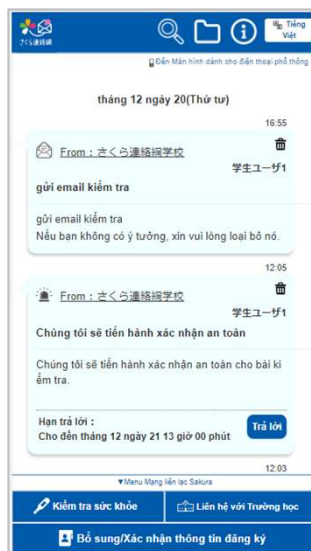 さくら連絡網
Tiếng
Việt
Đến Màn hình dành cho điện thoại phổ thông
tháng 12 ngày 20(Thứ tư)
16:55
From：さくら連絡網学校
学生ユーザ1
gửi email kiểm tra
gửi email kiểm tra
Nếu bạn không có ý tưởng, xin vui lòng loại bỏ nó.
12:05
From：さくら連絡網学校
学生ユーザ1
Chúng tôi sẽ tiến hành xác nhận an toàn
Chúng tôi sẽ tiến hành xác nhận an toàn cho bài ki
ểm tra.
Hạn trả lời :
Cho đến tháng 12 ngày 21 13 giờ 00 phút
Trả lời
12:03
▼Menu Mạng liên lạc Sakura
Kiểm tra sức khỏe
Liên hệ với Trường học
Bổ sung/Xác nhận thông tin đăng ký